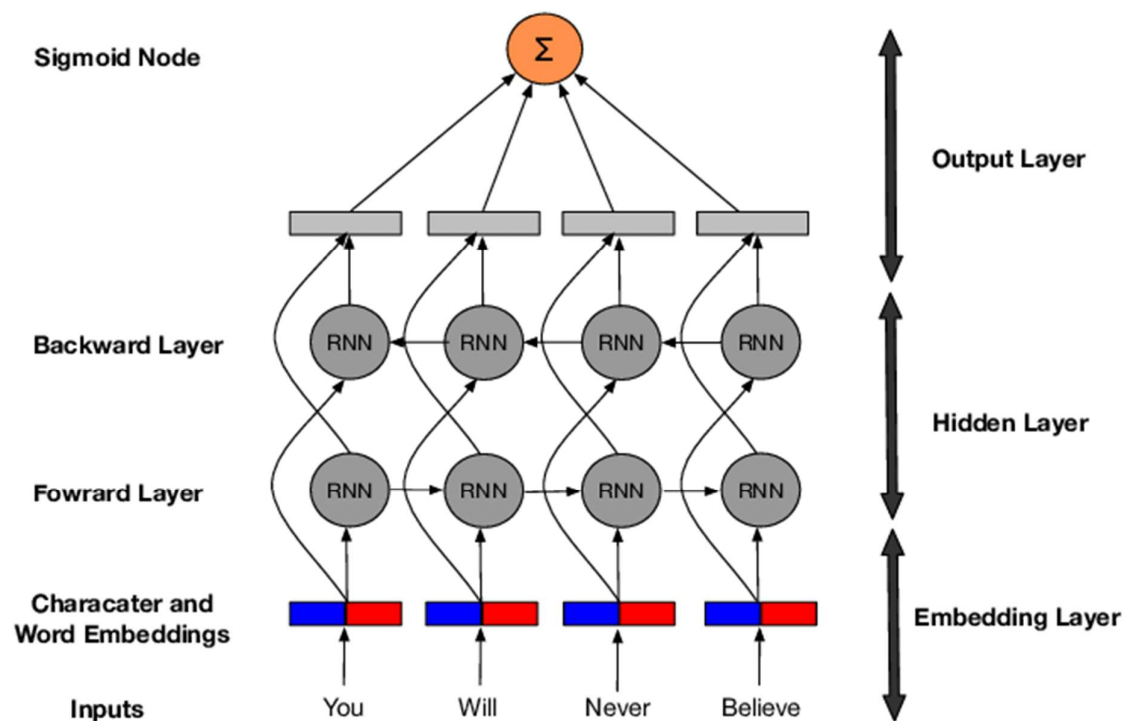 Σ
Sigmoid Node
Output Layer
Backward Layer
RNN RNN RNN RNN
Hidden Layer
Fowrard Layer
RNN RNN RNN RNN
Characater and
Word Embeddings
Embedding Layer
Inputs
You Will Never Believe